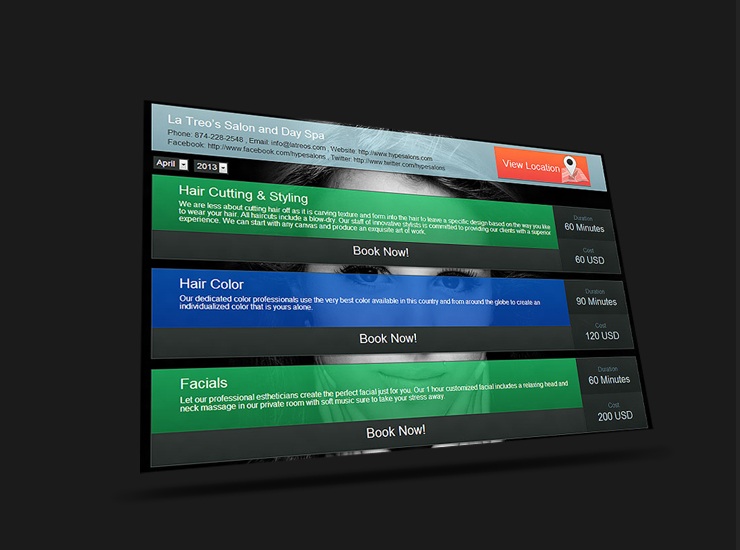 La Treo's Salon and Day Spa
Phone: 874-228-2548 , Email: info@latreos.com , Website: http://www.hypesalons.com
Facebook: http://www.facebook.com/hypesalons , Twitter: http://www.twitter.com/hypesalons
View Location
April 2013
Hair Cutting & Styling
We are less about cutting hair off as it is carving texture and form into the hair to leave a specific design based on the way you like
to wear your hair. All haircuts include a blow-dry. Our staff of innovative stylists is committed to providing our clients with a superior
experience. We can start with any canvas and produce an exquisite art of work.
Duration
60 Minutes
Book Now!
Cost
60 USD
Hair Color
Our dedicated color professionals use the very best color available in this country and from around the globe to create an
individualized color that is yours alone.
Duration
90 Minutes
Book Now!
Cost
120 USD
Facials
Let our professional estheticians create the perfect facial just for you. Our 1 hour customized facial includes a relaxing head and
neck massage in our private room with soft music sure to take your stress away.
Duration
60 Minutes
Book Now!
Cost
200 USD